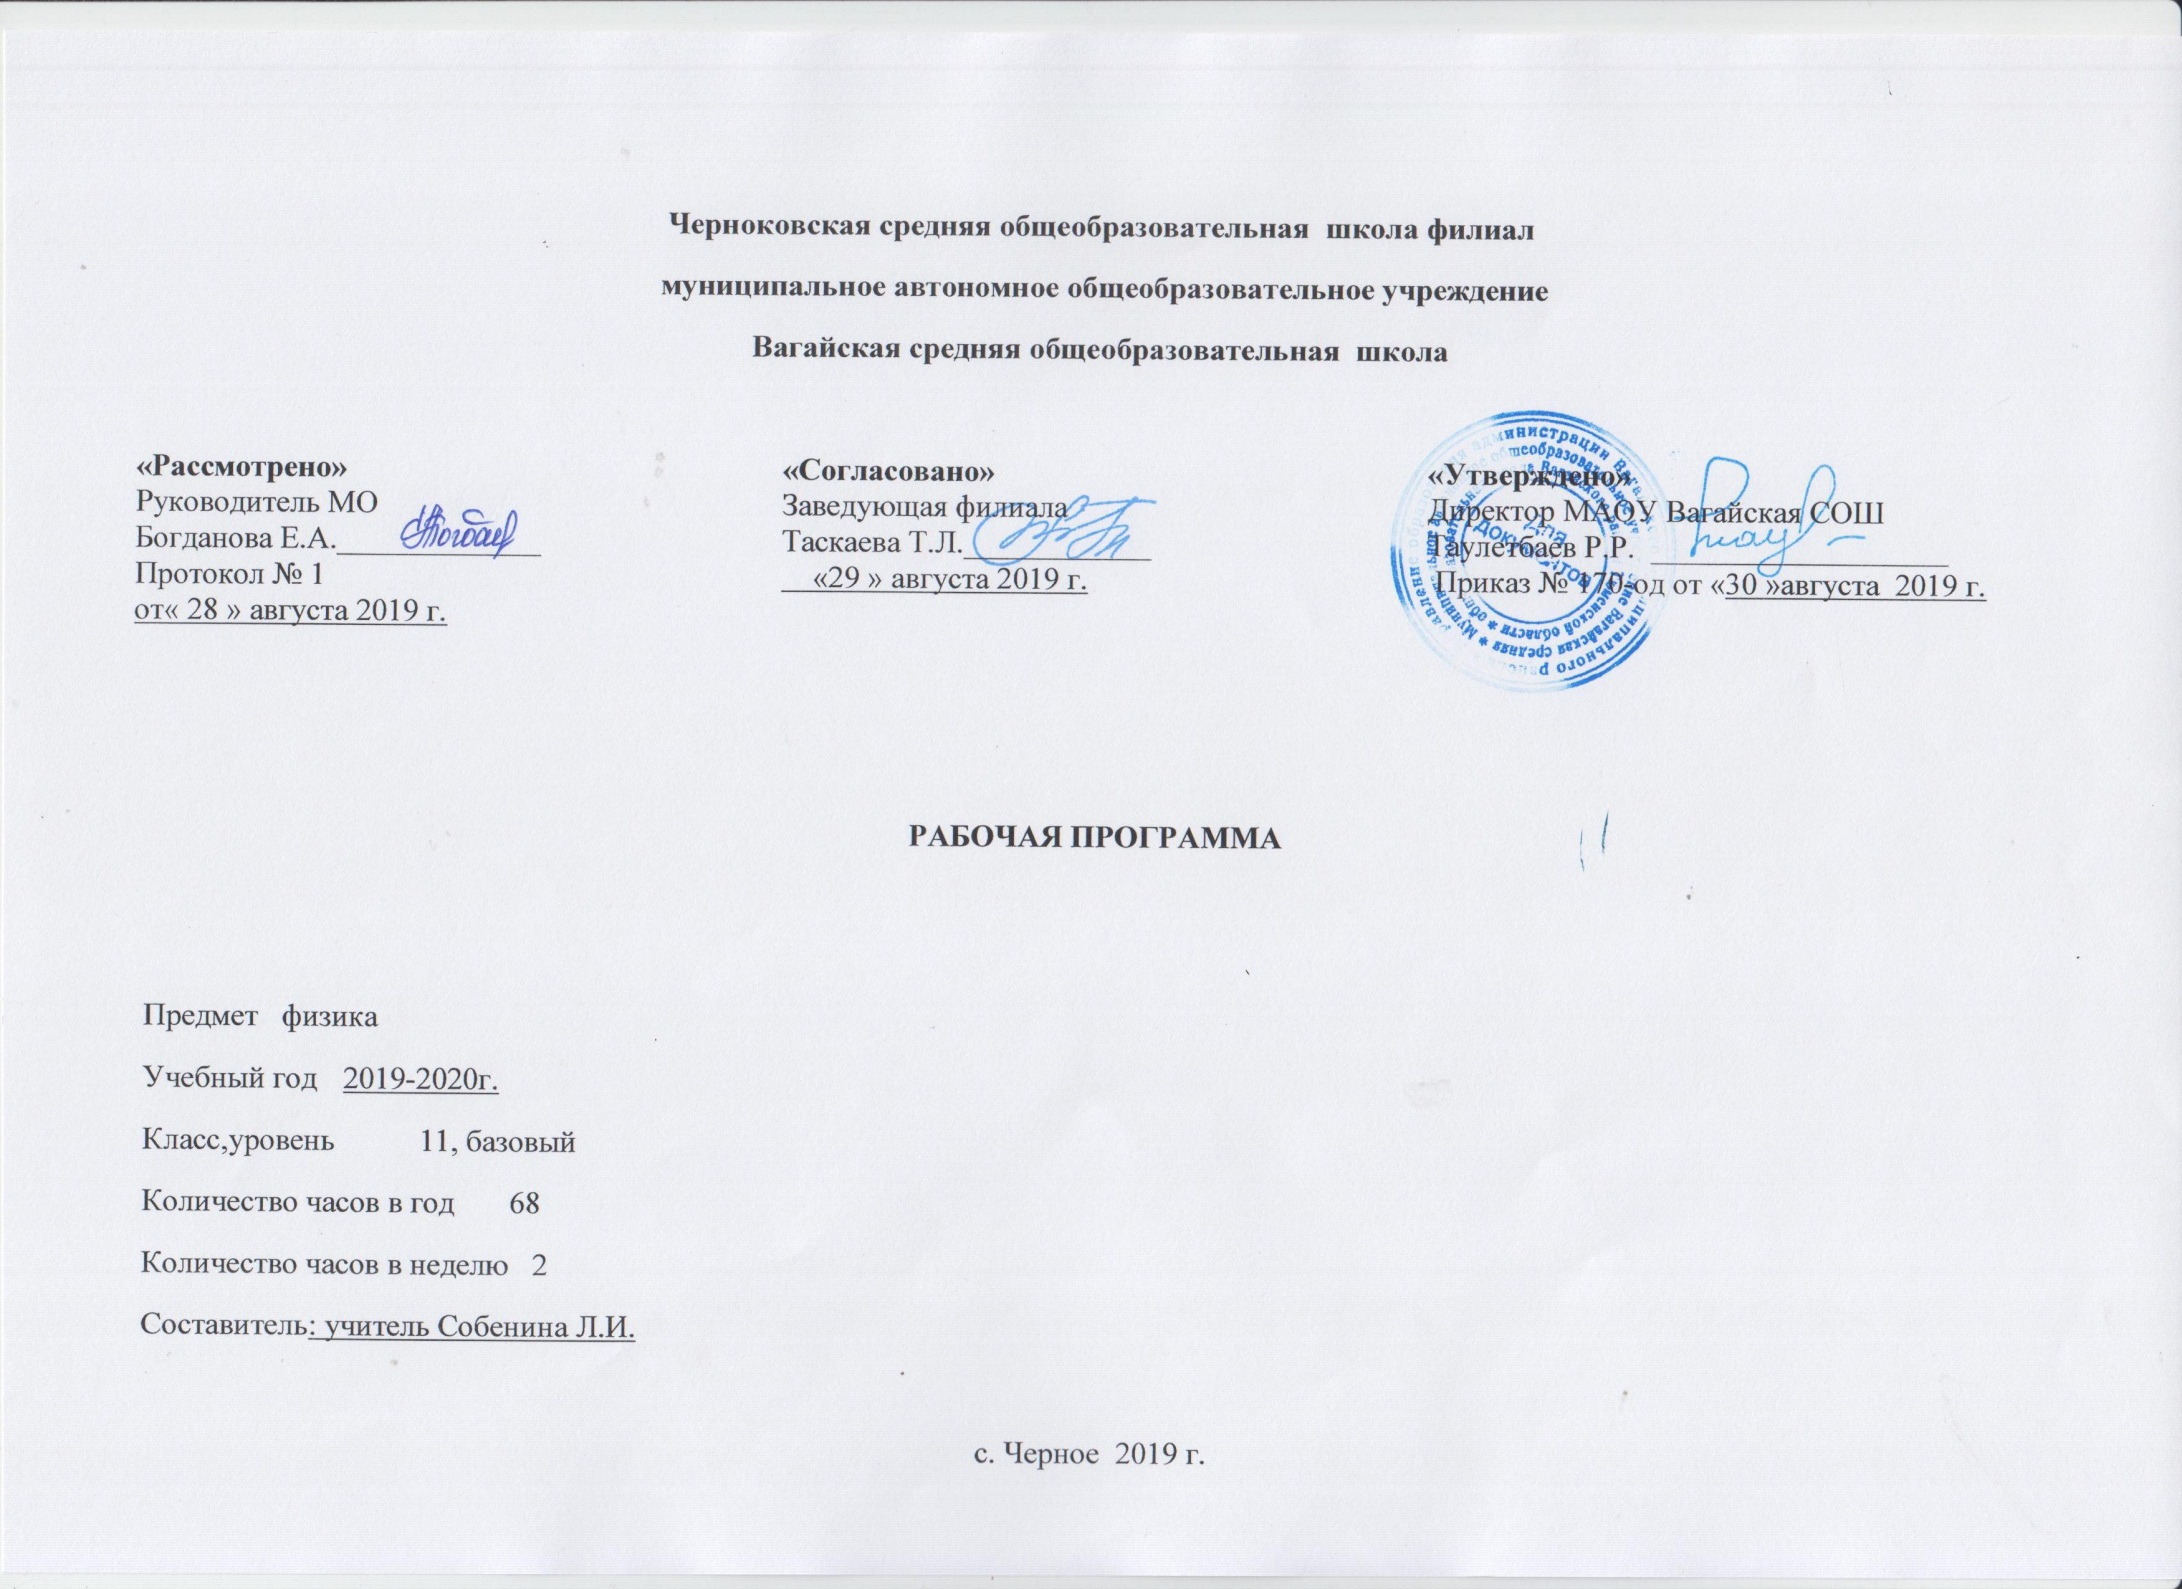 Черноковская средняя общеобразовательная школа филиал
муниципальное автономное общеобразовательное учреждение
Вагайская средняя общеобразовательная школа
«Рассмотрено»
Руководитель МО
Богданова Е.А.
Протокол № 1
от« 28 » августа 2019 г.
«Согласовано»
Заведующая филиала
Таскаева Т.Л.
«29 » августа 2019 г.
«Утверждено»
Директор МАОУ Вагайская СОШ
Таулетбаев Р.Р.
Приказ № 170-од от «30 »августа 2019 г.
РАБОЧАЯ ПРОГРАММА
Предмет физика
Учебный год 2019-2020г.
Класс,уровень 11, базовый
Количество часов в год 68
Количество часов в неделю 2
Составитель: учитель Собенина Л.И.
с. Черное 2019 г.